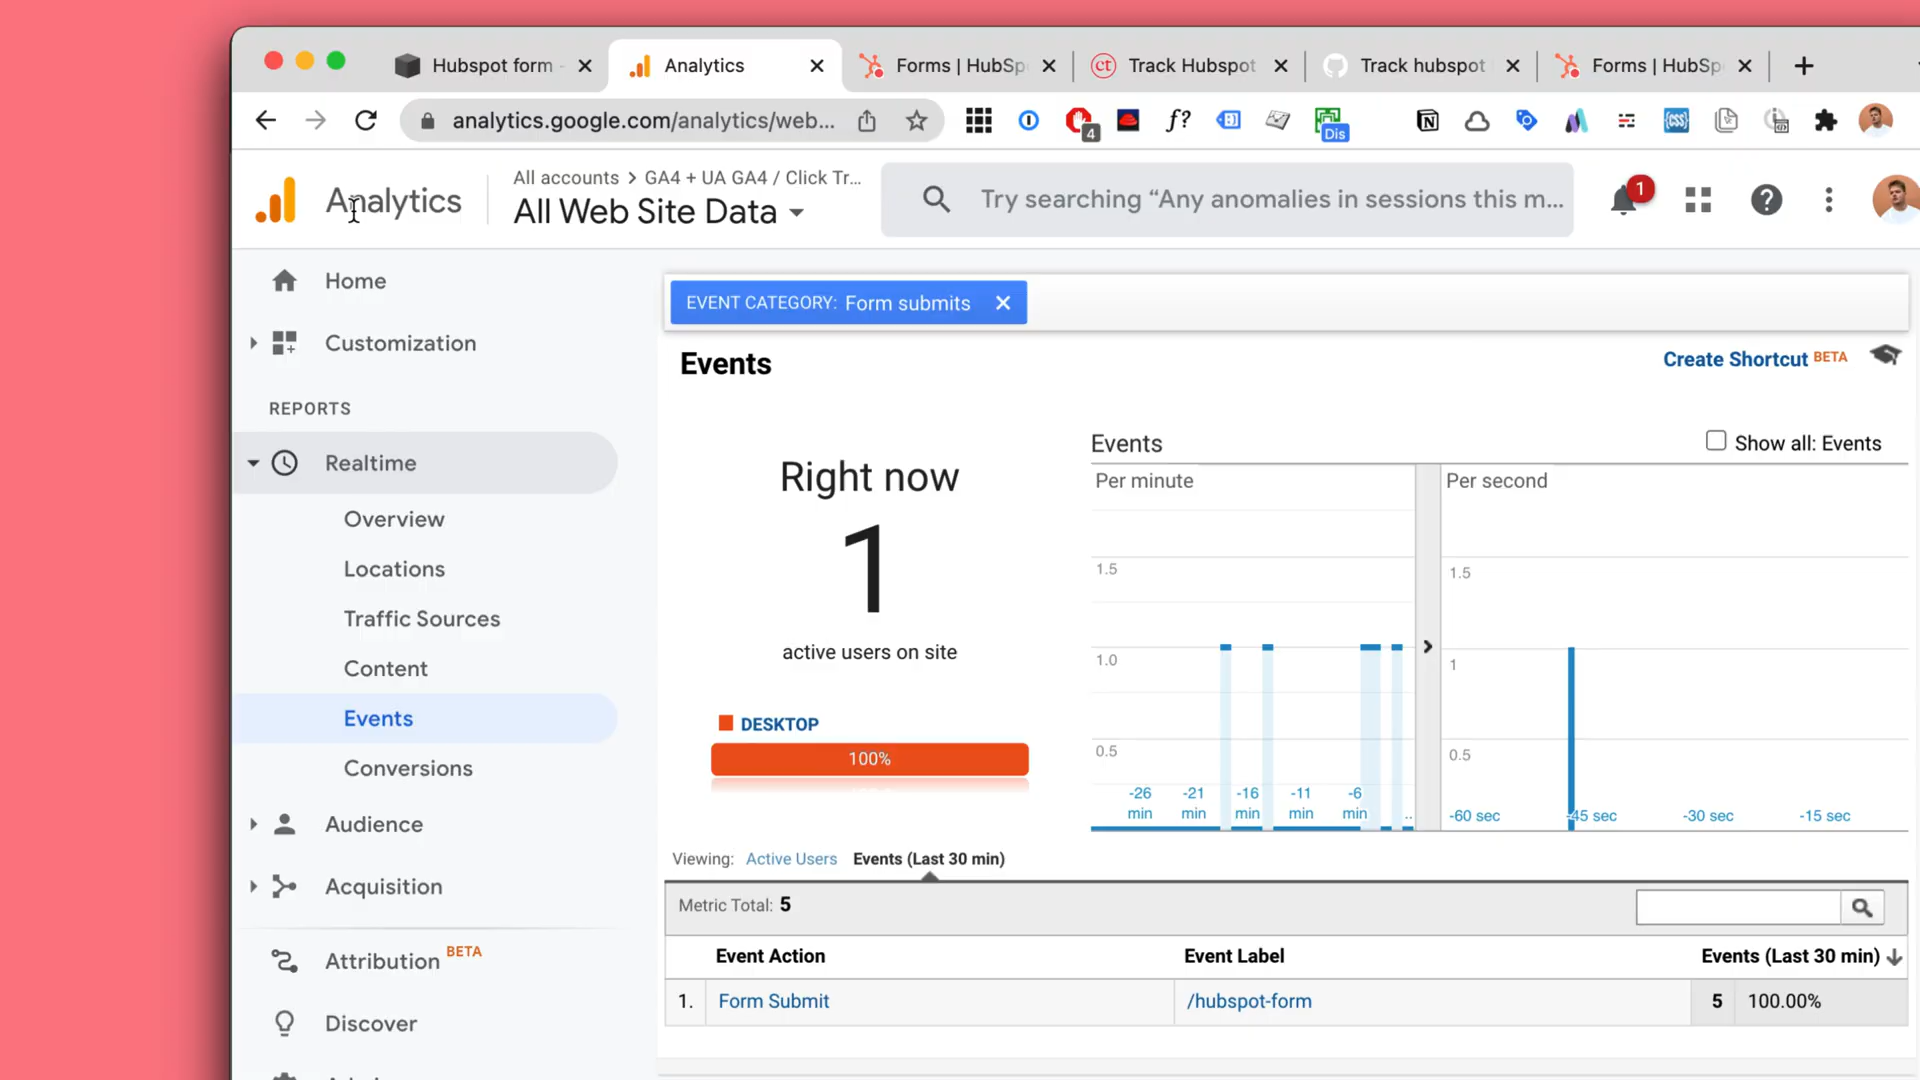 Hubspot form -
Analytics
Forms | HubSp
Track Hubspot
Track hubspot
Forms | HubSp
analytics.google.com/analytics/web...
4
f?
Dis
Analytics
All accounts > GA4 + UA GA4 / Click Tr...
All Web Site Data
Try searching “Any anomalies in sessions this m...
1
Home
Customization
REPORTS
Realtime
Overview
Locations
Traffic Sources
Content
Events
Conversions
Audience
Acquisition
Attribution BETA
Discover
EVENT CATEGORY: Form submits
Events
Create Shortcut BETA
Right now
1
active users on site
DESKTOP
100%
Events
Show all: Events
Per minute
1.5
1.0
0.5
-26 min
-21 min
-16 min
-11 min
-6 min
..
Per second
1.5
1
0.5
-60 sec
-45 sec
-30 sec
-15 sec
Viewing: Active Users Events (Last 30 min)
Metric Total: 5
Event Action Event Label Events (Last 30 min)
1. Form Submit /hubspot-form 5 100.00%